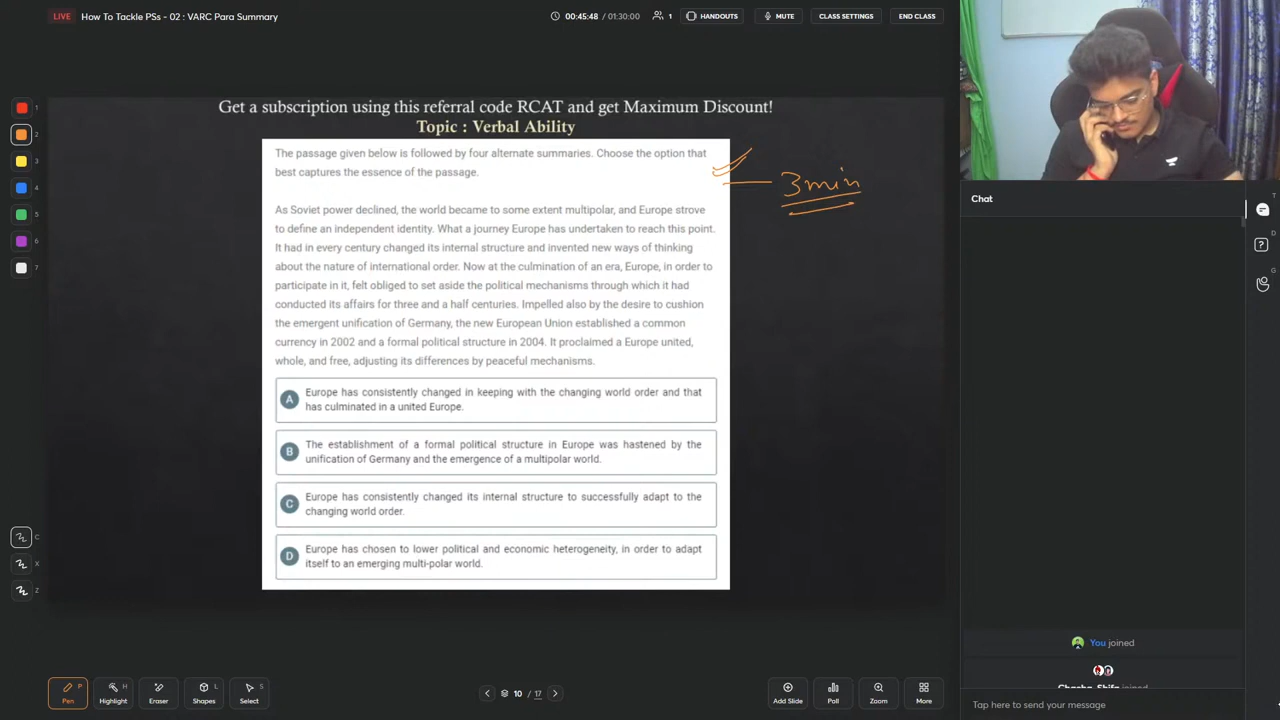 LIVE How To Tackle PSs - 02 : VARC Para Summary 00:45:48 / 01:30:00 1 HANDOUTS MUTE CLASS SETTINGS END CLASS
Get a subscription using this referral code RCAT and get Maximum Discount!
Topic : Verbal Ability
The passage given below is followed by four alternate summaries. Choose the option that
best captures the essence of the passage.
3min
As Soviet power declined, the world became to some extent multipolar, and Europe strove
to define an independent identity. What a journey Europe has undertaken to reach this point.
It had in every century changed its internal structure and invented new ways of thinking
about the nature of international order. Now at the culmination of an era, Europe, in order to
participate in it, felt obliged to set aside the political mechanisms through which it had
conducted its affairs for three and a half centuries. Impelled also by the desire to cushion
the emergent unification of Germany, the new European Union established a common
currency in 2002 and a formal political structure in 2004. It proclaimed a Europe united,
whole, and free, adjusting its differences by peaceful mechanisms.
A Europe has consistently changed in keeping with the changing world order and that
has culminated in a united Europe.
B The establishment of a formal political structure in Europe was hastened by the
unification of Germany and the emergence of a multipolar world.
C Europe has consistently changed its internal structure to successfully adapt to the
changing world order.
D Europe has chosen to lower political and economic heterogeneity, in order to adapt
itself to an emerging multi-polar world.
1
2
3
4
5
6
7
C
X
Z
Chat
T
D
G
You joined
joined
Tap here to send your message
P H E L S
Pen Highlight Eraser Shapes Select
10 / 17
Add Slide Poll Zoom More